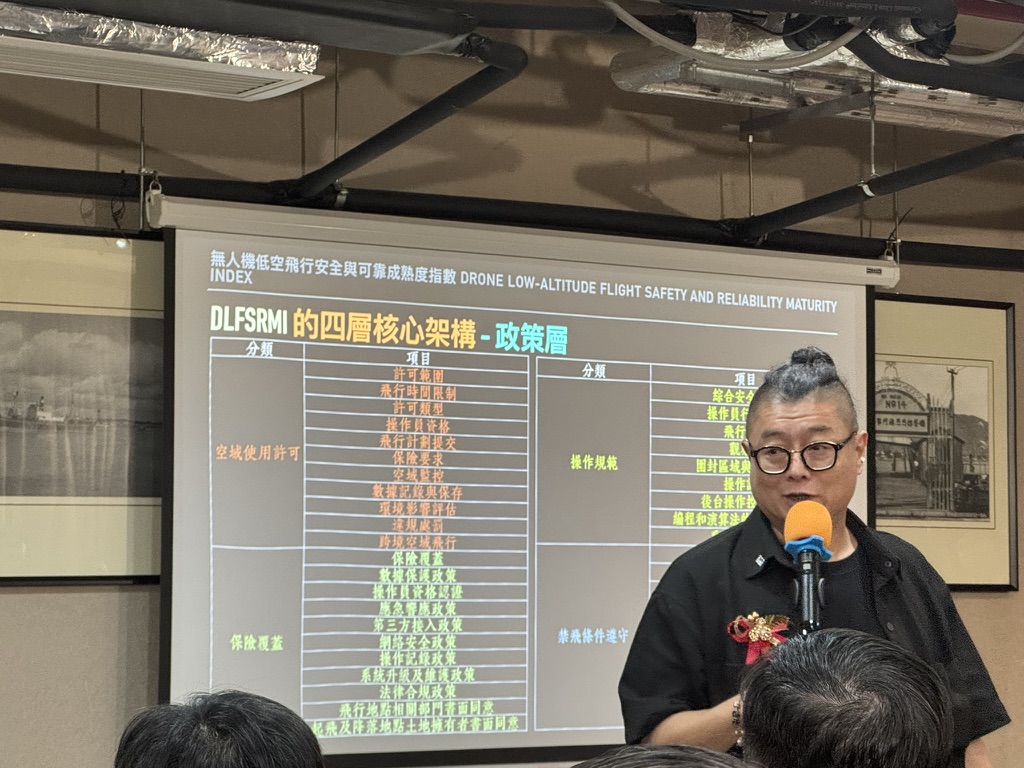 無人機低空飛行安全與可靠成熟度指數 DRONE LOW-ALTITUDE FLIGHT SAFETY AND RELIABILITY MATURITY
INDEX
DLFSRMI 的四層核心架構 - 政策層
分類 項目
空域使用許可
許可範圍
飛行時間限制
許可類型
操作員資格
飛行計劃提交
保險要求
空域監控
數據記錄與保存
環境影響評估
違規處罰
跨境空域飛行
保險覆蓋
保險覆蓋
數據保護政策
操作員資格認證
應急響應政策
第三方接入政策
網絡安全政策
操作記錄政策
系統升級及維護政策
法律合規政策
飛行地點相關部門書面同意
起飛及降落地點土地擁有者書面同意
分類 項目
操作規範
綜合安全
操作員行
飛行
觀
圍封區域與
操作
後台操作
編程和演算法
禁飛條件遵守
Nº14